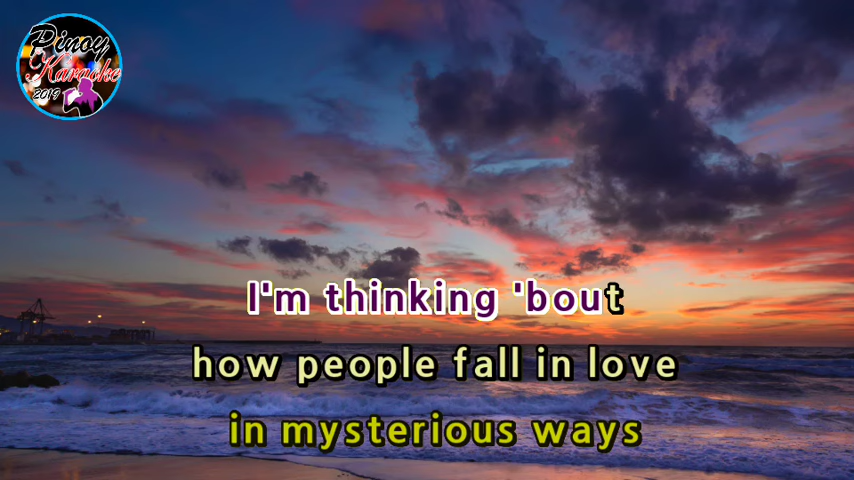 Pinoy
Karaoke
2019
I'm thinking 'bout
how people fall in love
in mysterious ways